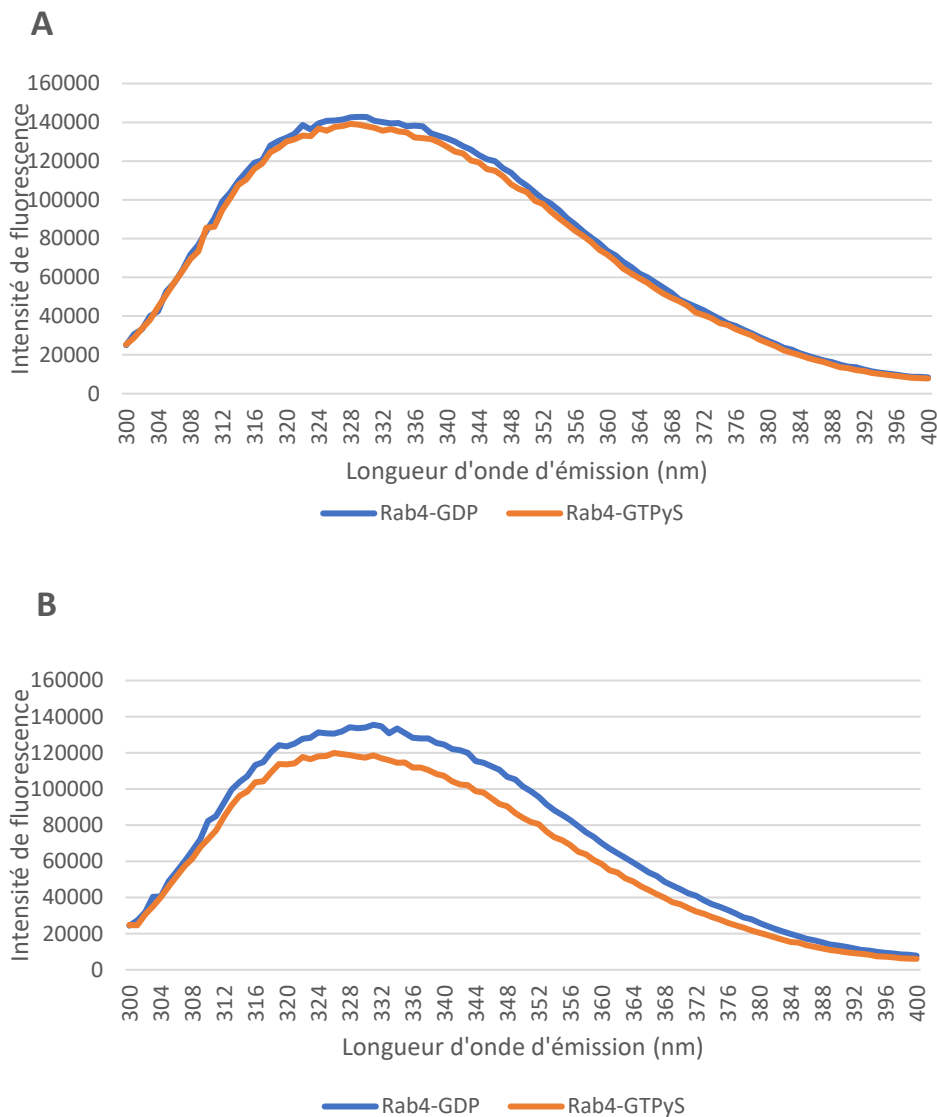 A
160000
140000
120000
100000
80000
60000
40000
20000
0
Intensité de fluorescence
300 304 308 312 316 320 324 328 332 336 340 344 348 352 356 360 364 368 372 376 380 384 388 392 396 400
Longueur d'onde d'émission (nm)
Rab4-GDP Rab4-GTPyS
B
160000
140000
120000
100000
80000
60000
40000
20000
0
Intensité de fluorescence
300 304 308 312 316 320 324 328 332 336 340 344 348 352 356 360 364 368 372 376 380 384 388 392 396 400
Longueur d'onde d'émission (nm)
Rab4-GDP Rab4-GTPyS